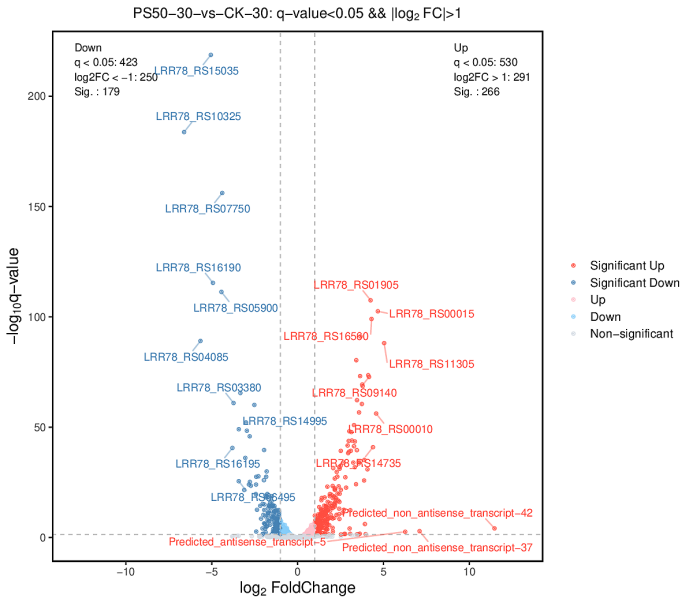 PS50−30−vs−CK−30: q−value<0.05 && |log2 FC|>1
Down
q < 0.05: 423
log2FC < −1: 250
Sig. : 179
Up
q < 0.05: 530
log2FC > 1: 291
Sig. : 266
LRR78_RS15035
LRR78_RS10325
LRR78_RS07750
LRR78_RS16190
LRR78_RS05900
LRR78_RS04085
LRR78_RS03380
LRR78_RS14995
LRR78_RS16195
LRR78_RS06495
LRR78_RS01905
LRR78_RS00015
LRR78_RS16560
LRR78_RS11305
LRR78_RS09140
LRR78_RS00010
LRR78_RS14735
Predicted_non_antisense_transcript−42
Predicted_antisense_transcipt−5
Predicted_non_antisense_transcript−37
200
150
100
50
0
−10
−5
0
5
10
−log10q−value
log2 FoldChange
Significant Up
Significant Down
Up
Down
Non−significant